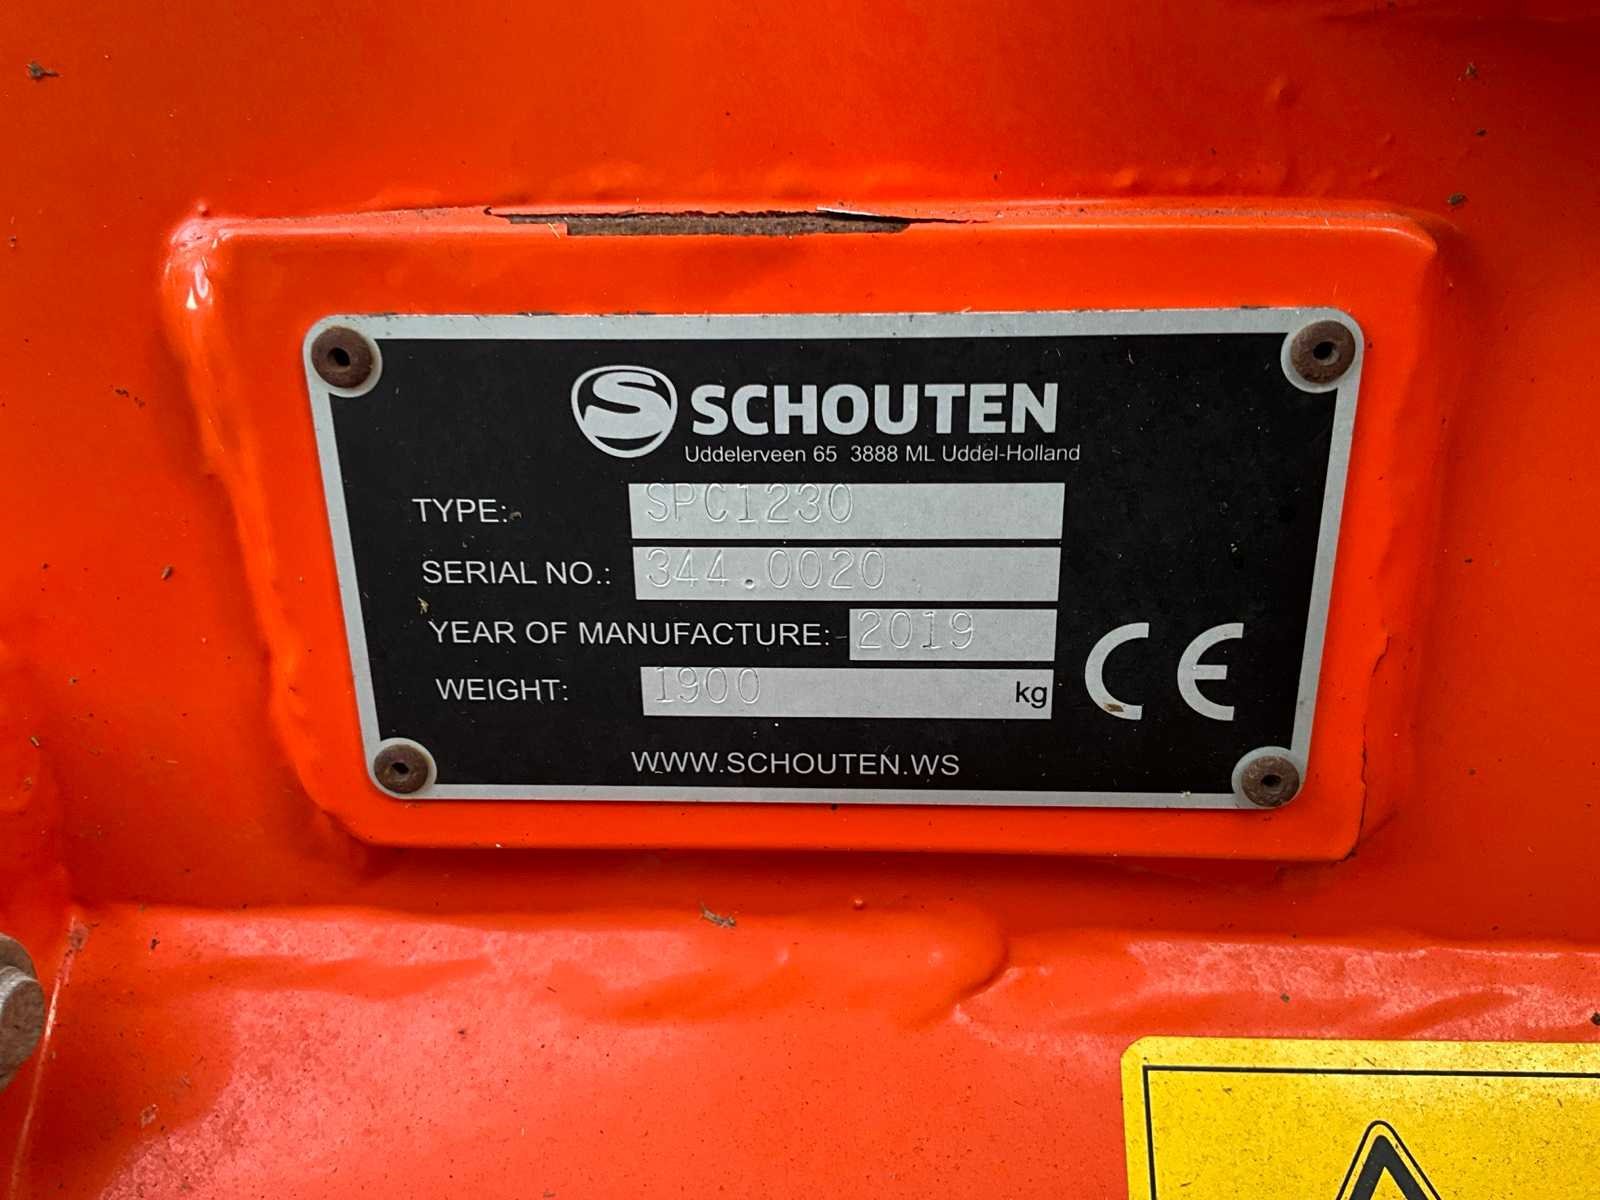 SCHOUTEN
Uddelerveen 65 3888 ML Uddel-Holland
TYPE: SPC1230
SERIAL NO.: 344.0020
YEAR OF MANUFACTURE: 2019
WEIGHT: 1900 kg
CE
WWW.SCHOUTEN.WS